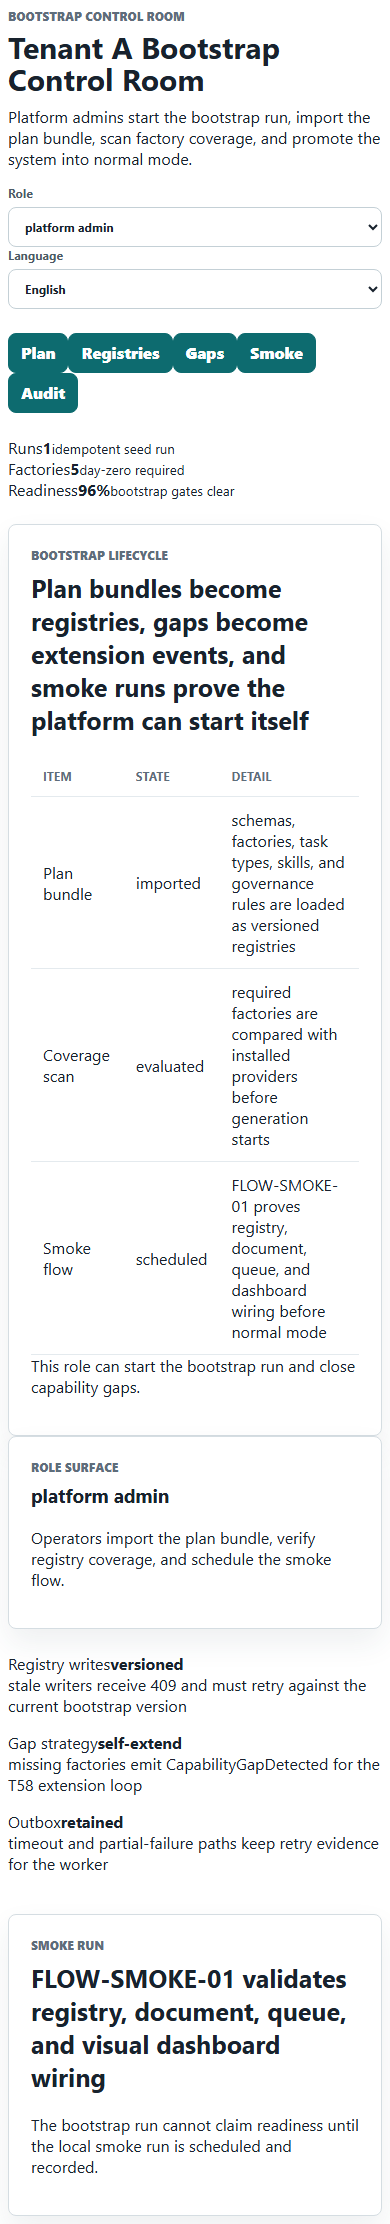 BOOTSTRAP CONTROL ROOM
Tenant A Bootstrap
Control Room
Platform admins start the bootstrap run, import the
plan bundle, scan factory coverage, and promote the
system into normal mode.
Role
platform admin
Language
English
Plan Registries Gaps Smoke
Audit
Runs1idempotent seed run
Factories5day-zero required
Readiness96%bootstrap gates clear
BOOTSTRAP LIFECYCLE
Plan bundles become
registries, gaps become
extension events, and
smoke runs prove the
platform can start itself
ITEM STATE DETAIL
Plan
bundle
imported
schemas,
factories, task
types, skills, and
governance
rules are loaded
as versioned
registries
Coverage
scan
evaluated
required
factories are
compared with
installed
providers
before
generation
starts
Smoke
flow
scheduled
FLOW-SMOKE-
01 proves
registry,
document,
queue, and
dashboard
wiring before
normal mode
This role can start the bootstrap run and close
capability gaps.
ROLE SURFACE
platform admin
Operators import the plan bundle, verify
registry coverage, and schedule the smoke
flow.
Registry writesversioned
stale writers receive 409 and must retry against the
current bootstrap version
Gap strategyself-extend
missing factories emit CapabilityGapDetected for the
T58 extension loop
Outboxretained
timeout and partial-failure paths keep retry evidence
for the worker
SMOKE RUN
FLOW-SMOKE-01 validates
registry, document, queue,
and visual dashboard
wiring
The bootstrap run cannot claim readiness until
the local smoke run is scheduled and
recorded.